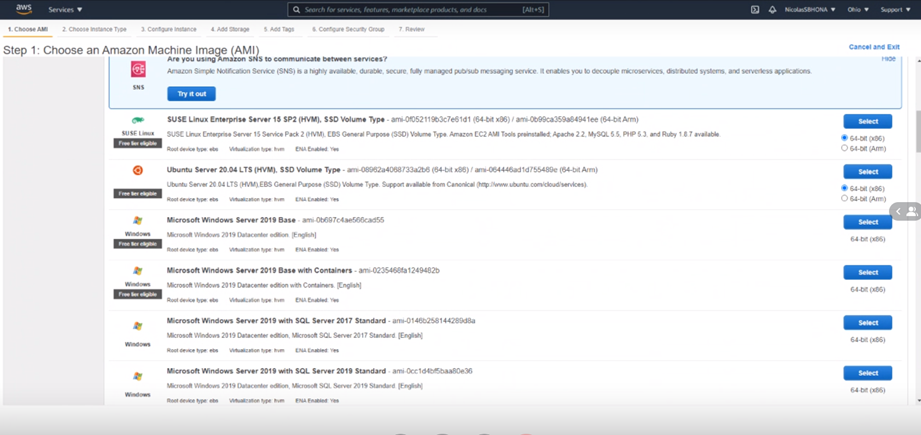 aws Services Search for services, features, marketplace products, and docs [Alt+S] NicolasSBHONA Ohio Support
1. Choose AMI 2. Choose Instance Type 3. Configure Instance 4. Add Storage 5. Add Tags 6. Configure Security Group 7. Review
Step 1: Choose an Amazon Machine Image (AMI) Cancel and Exit
Are you using Amazon SNS to communicate between services? Hide
Amazon Simple Notification Service (SNS) is a highly available, durable, secure, fully managed pub/sub messaging service. It enables you to decouple microservices, distributed systems, and serverless applications.
SNS
Try it out
SUSE Linux Enterprise Server 15 SP2 (HVM), SSD Volume Type - ami-0f052119b3c7e61d1 (64-bit x86) / ami-0b99ca359a84941ee (64-bit Arm) Select
SUSE Linux
SUSE Linux Enterprise Server 15 Service Pack 2 (HVM), EBS General Purpose (SSD) Volume Type. Amazon EC2 AMI Tools preinstalled; Apache 2.2, MySQL 5.5, PHP 5.3, and Ruby 1.8.7 available. 64-bit (x86)
Free tier eligible
Root device type: ebs Virtualization type: hvm ENA Enabled: Yes 64-bit (Arm)
Ubuntu Server 20.04 LTS (HVM), SSD Volume Type - ami-08962a4068733a2b6 (64-bit x86) / ami-064446ad1d755489c (64-bit Arm) Select
Ubuntu Server 20.04 LTS (HVM),EBS General Purpose (SSD) Volume Type. Support available from Canonical (http://www.ubuntu.com/cloud/services). 64-bit (x86)
Free tier eligible
Root device type: ebs Virtualization type: hvm ENA Enabled: Yes 64-bit (Arm)
Microsoft Windows Server 2019 Base - ami-0b697c4ae566cad55 Select
Windows
Microsoft Windows 2019 Datacenter edition. [English] 64-bit (x86)
Free tier eligible
Root device type: ebs Virtualization type: hvm ENA Enabled: Yes
Microsoft Windows Server 2019 Base with Containers - ami-0235468fa1249482b Select
Windows
Microsoft Windows 2019 Datacenter edition with Containers. [English] 64-bit (x86)
Free tier eligible
Root device type: ebs Virtualization type: hvm ENA Enabled: Yes
Microsoft Windows Server 2019 with SQL Server 2017 Standard - ami-0146b258144289d8a Select
Windows
Microsoft Windows 2019 Datacenter edition, Microsoft SQL Server 2017 Standard. [English] 64-bit (x86)
Root device type: ebs Virtualization type: hvm ENA Enabled: Yes
Microsoft Windows Server 2019 with SQL Server 2019 Standard - ami-0cc1d4bf5baa80e36 Select
Windows
Microsoft Windows 2019 Datacenter edition, Microsoft SQL Server 2019 Standard. [English] 64-bit (x86)
Root device type: ebs Virtualization type: hvm ENA Enabled: Yes